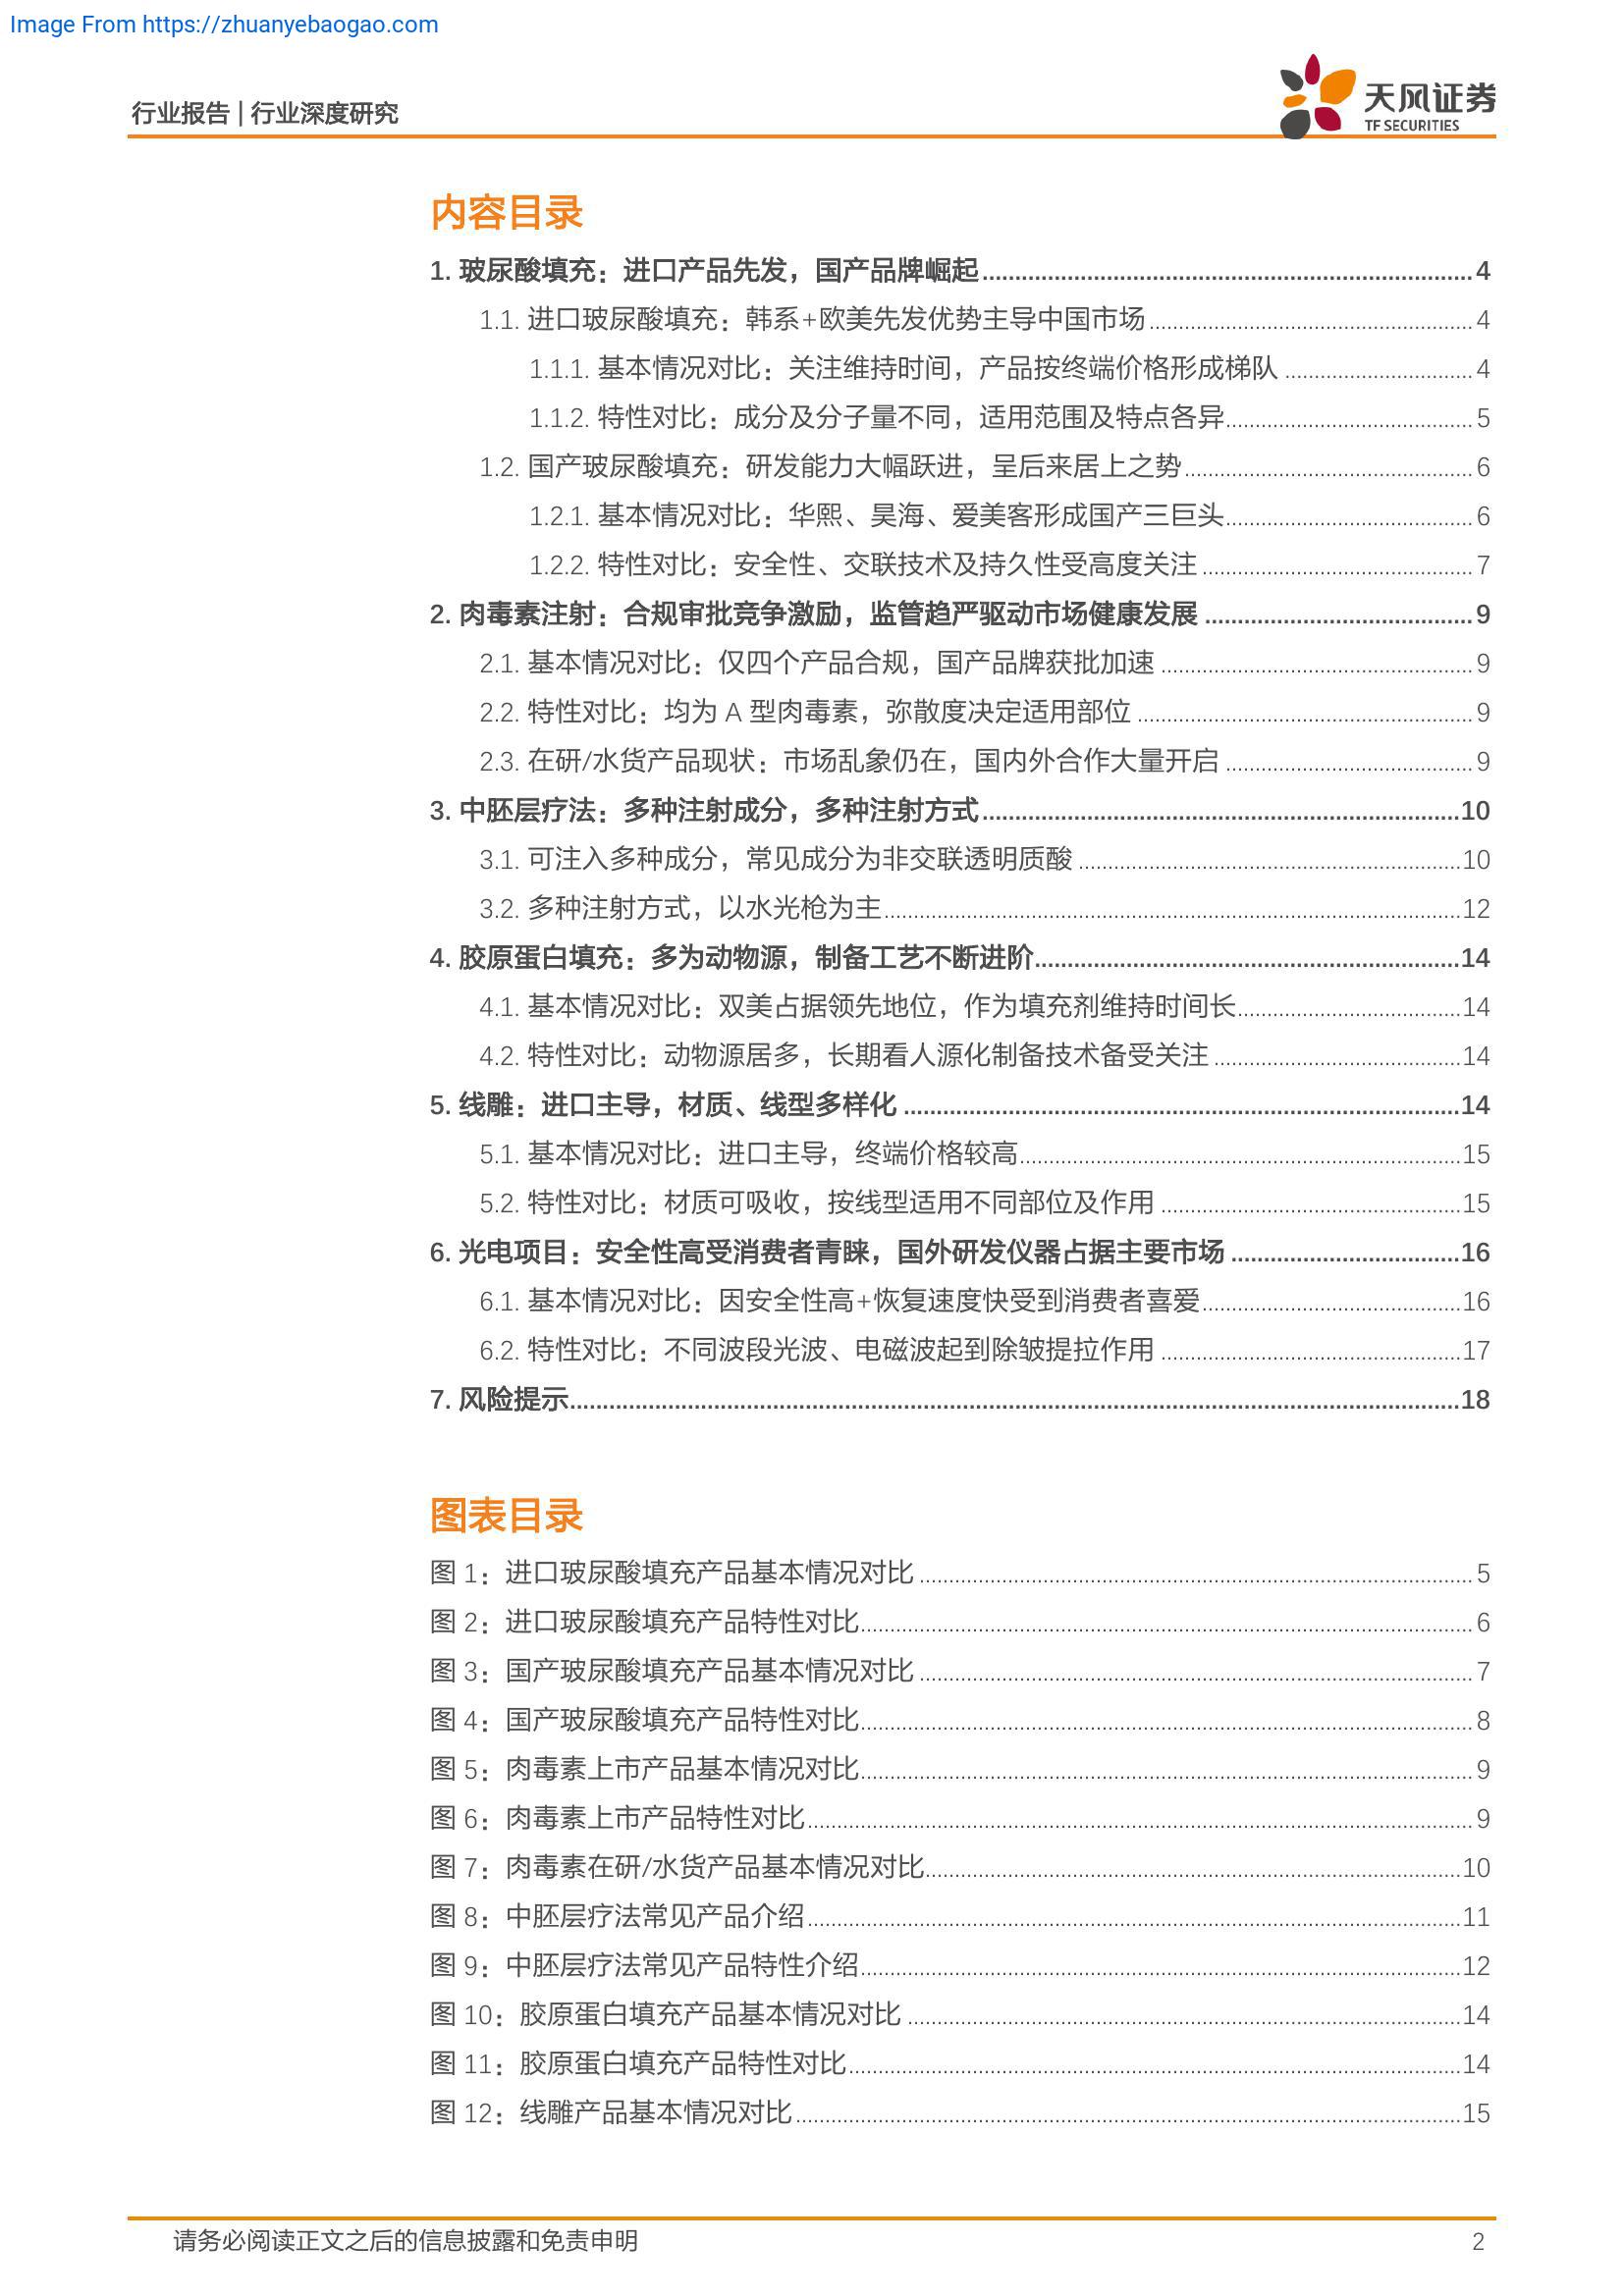 Image From https://zhuanyebaogao.com
行业报告 | 行业深度研究
天风证券
TF SECURITIES
内容目录
1. 玻尿酸填充：进口产品先发，国产品牌崛起 4
1.1. 进口玻尿酸填充：韩系+欧美先发优势主导中国市场 4
1.1.1. 基本情况对比：关注维持时间，产品按终端价格形成梯队 4
1.1.2. 特性对比：成分及分子量不同，适用范围及特点各异 5
1.2. 国产玻尿酸填充：研发能力大幅跃进，呈后来居上之势 6
1.2.1. 基本情况对比：华熙、昊海、爱美客形成国产三巨头 6
1.2.2. 特性对比：安全性、交联技术及持久性受高度关注 7
2. 肉毒素注射：合规审批竞争激励，监管趋严驱动市场健康发展 9
2.1. 基本情况对比：仅四个产品合规，国产品牌获批加速 9
2.2. 特性对比：均为 A 型肉毒素，弥散度决定适用部位 9
2.3. 在研/水货产品现状：市场乱象仍在，国内外合作大量开启 9
3. 中胚层疗法：多种注射成分，多种注射方式 10
3.1. 可注入多种成分，常见成分为非交联透明质酸 10
3.2. 多种注射方式，以水光枪为主 12
4. 胶原蛋白填充：多为动物源，制备工艺不断进阶 14
4.1. 基本情况对比：双美占据领先地位，作为填充剂维持时间长 14
4.2. 特性对比：动物源居多，长期看人源化制备技术备受关注 14
5. 线雕：进口主导，材质、线型多样化 14
5.1. 基本情况对比：进口主导，终端价格较高 15
5.2. 特性对比：材质可吸收，按线型适用不同部位及作用 15
6. 光电项目：安全性高受消费者青睐，国外研发仪器占据主要市场 16
6.1. 基本情况对比：因安全性高+恢复速度快受到消费者喜爱 16
6.2. 特性对比：不同波段光波、电磁波起到除皱提拉作用 17
7. 风险提示 18
图表目录
图 1：进口玻尿酸填充产品基本情况对比 5
图 2：进口玻尿酸填充产品特性对比 6
图 3：国产玻尿酸填充产品基本情况对比 7
图 4：国产玻尿酸填充产品特性对比 8
图 5：肉毒素上市产品基本情况对比 9
图 6：肉毒素上市产品特性对比 9
图 7：肉毒素在研/水货产品基本情况对比 10
图 8：中胚层疗法常见产品介绍 11
图 9：中胚层疗法常见产品特性介绍 12
图 10：胶原蛋白填充产品基本情况对比 14
图 11：胶原蛋白填充产品特性对比 14
图 12：线雕产品基本情况对比 15
请务必阅读正文之后的信息披露和免责申明 2